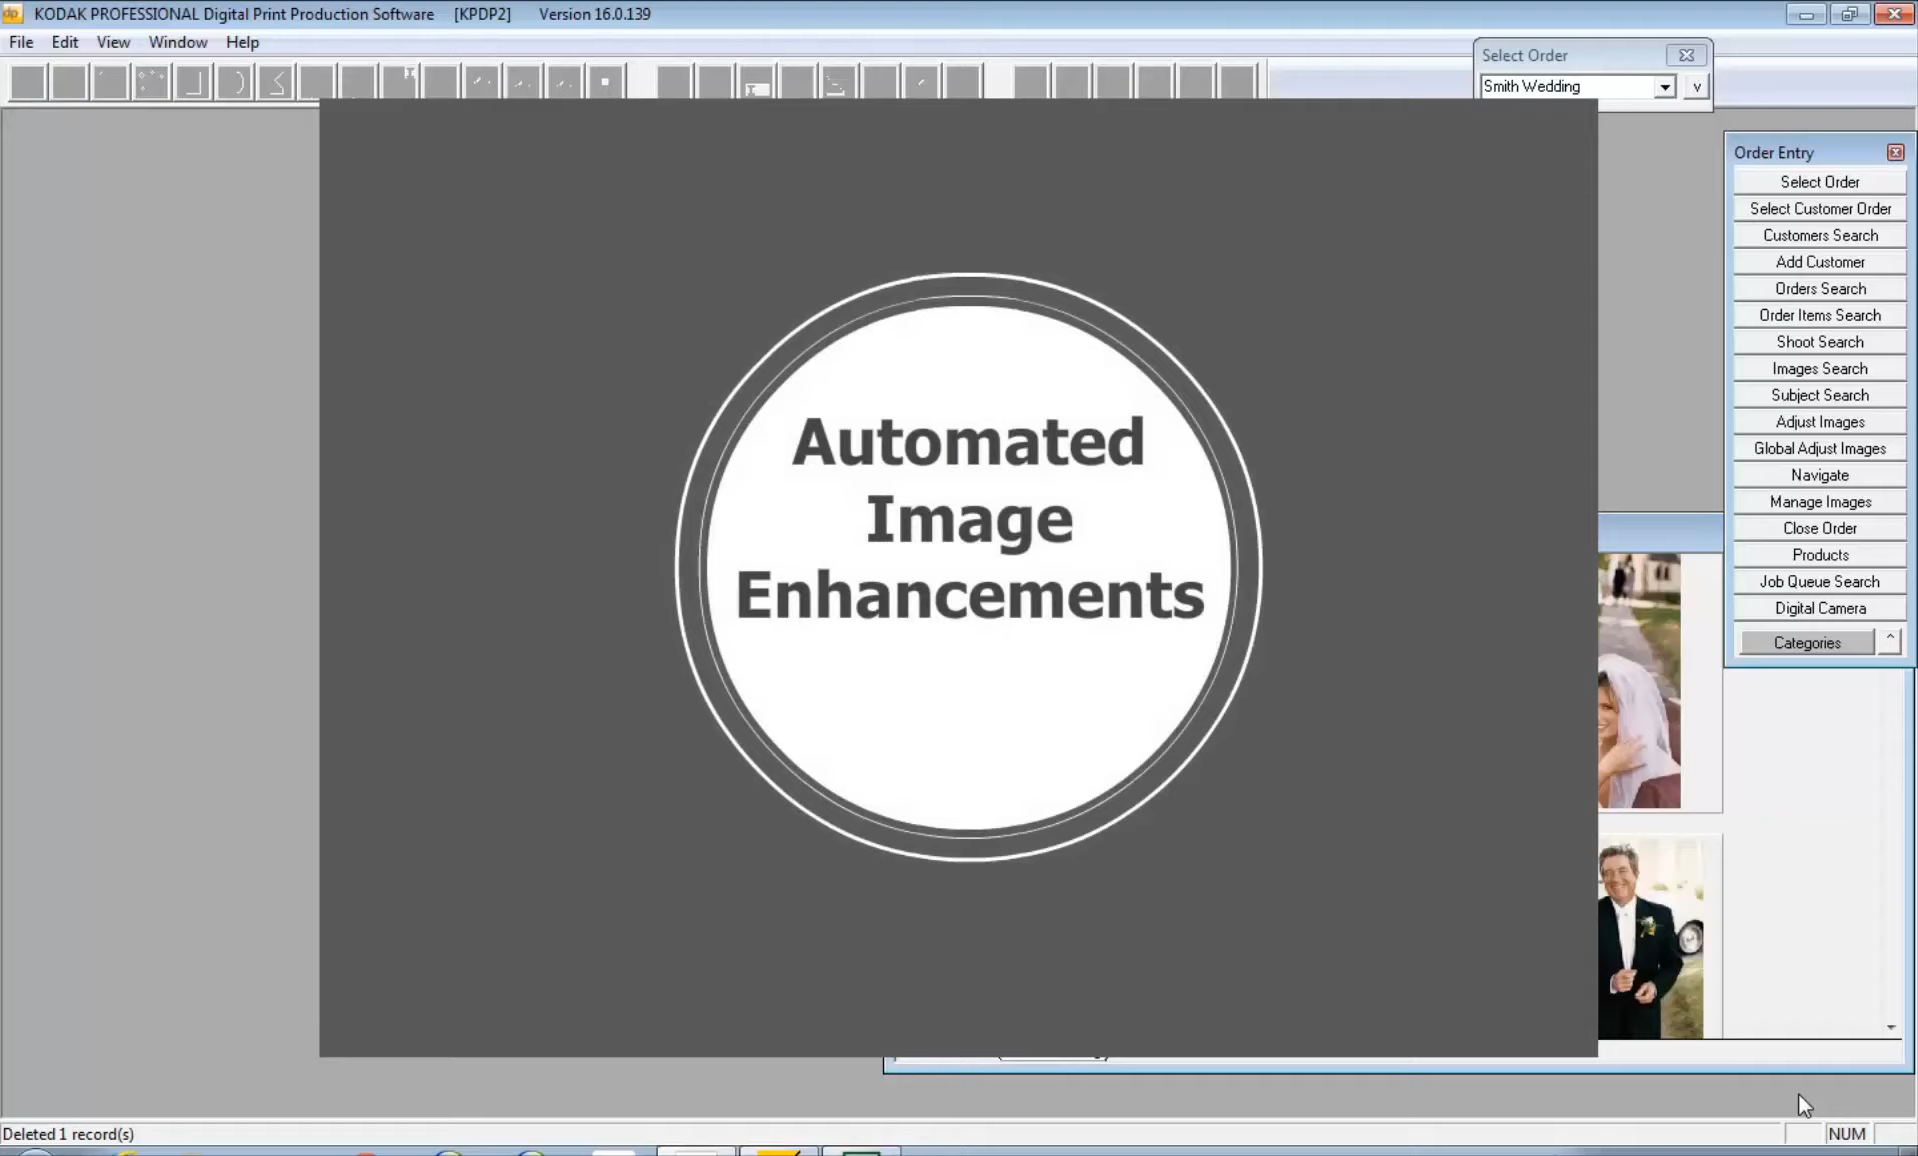 KODAK PROFESSIONAL Digital Print Production Software [KPDP2] Version 16.0.139
File Edit View Window Help
Select Order
Smith Wedding
v
Automated
Image
Enhancements
Order Entry
Select Order
Select Customer Order
Customers Search
Add Customer
Orders Search
Order Items Search
Shoot Search
Images Search
Subject Search
Adjust Images
Global Adjust Images
Navigate
Manage Images
Close Order
Products
Job Queue Search
Digital Camera
Categories ^
Deleted 1 record(s)
NUM